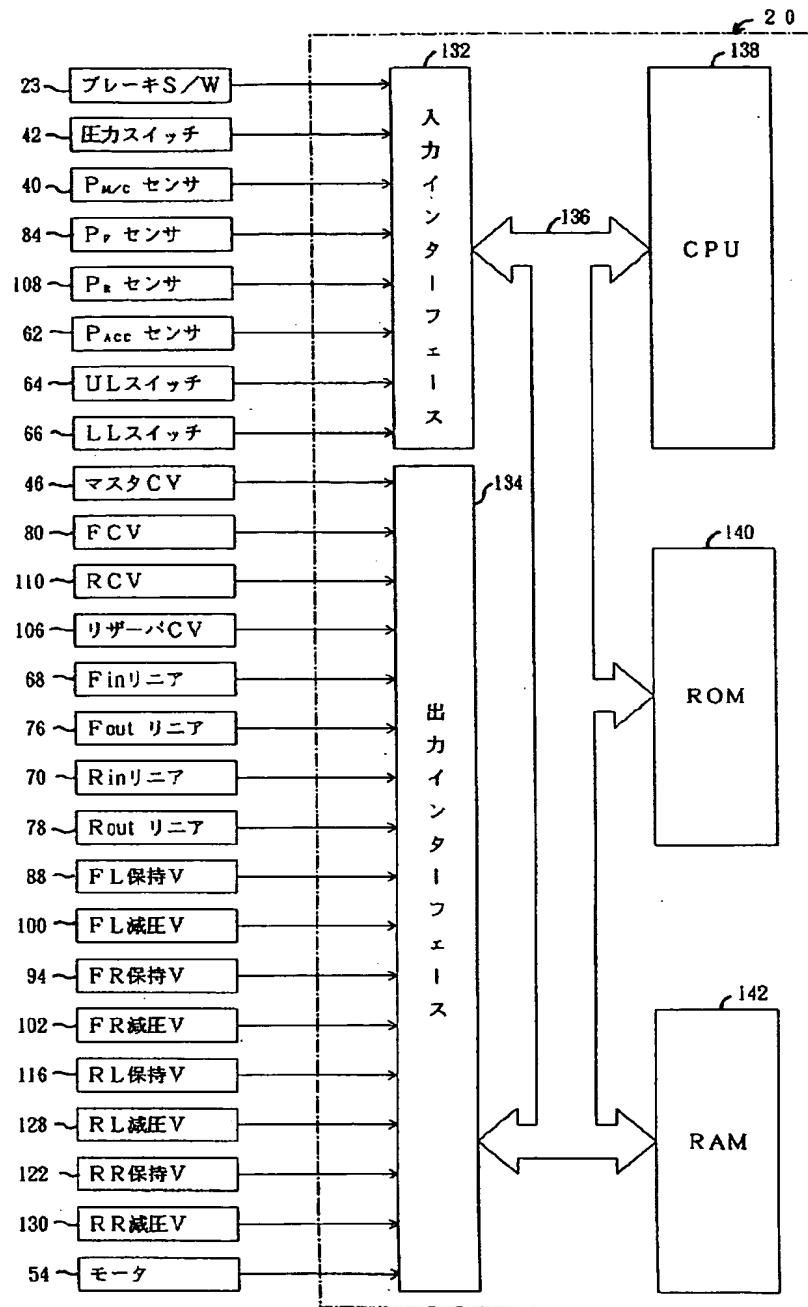 20
132
138
23 ブレーキS/W
42 圧力スイッチ
40 PM/C センサ
84 PF センサ
108 PR センサ
62 PACC センサ
64 ULスイッチ
66 LLスイッチ
入力インターフェース
136
CPU
46 マスタCV
80 FCV
110 RCV
106 リザーバCV
68 Finリニア
76 Fout リニア
70 Rinリニア
78 Rout リニア
88 FL保持V
100 FL減圧V
94 FR保持V
102 FR減圧V
116 RL保持V
128 RL減圧V
122 RR保持V
130 RR減圧V
54 モータ
134
出力インターフェース
140
ROM
142
RAM